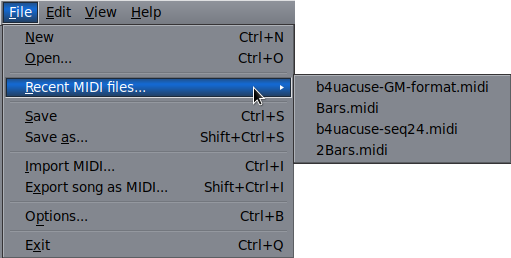 File Edit View Help
New Ctrl+N
Open... Ctrl+O
Recent MIDI files...
b4uacuse-GM-format.midi
Bars.midi
b4uacuse-seq24.midi
2Bars.midi
Save Ctrl+S
Save as... Shift+Ctrl+S
Import MIDI... Ctrl+I
Export song as MIDI... Shift+Ctrl+I
Options... Ctrl+B
Exit Ctrl+Q